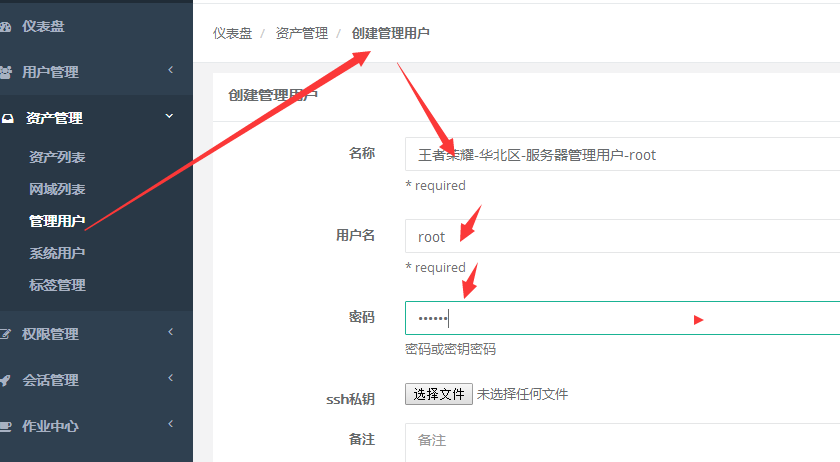 仪表盘
用户管理
资产管理
资产列表
网域列表
管理用户
系统用户
标签管理
权限管理
会话管理
作业中心
仪表盘 / 资产管理 / 创建管理用户
创建管理用户
名称
王者荣耀-华北区-服务器管理用户-root
* required
用户名
root
* required
密码
••••••
密码或密钥密码
ssh私钥
选择文件 未选择任何文件
备注
备注